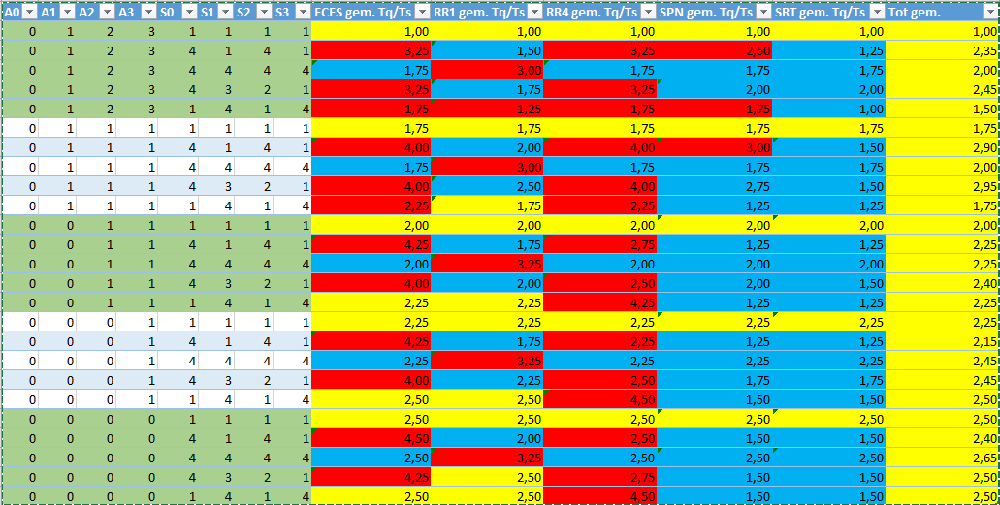 A0 A1 A2 A3 S0 S1 S2 S3 FCFS gem. Tq/Ts RR1 gem. Tq/Ts RR4 gem. Tq/Ts SPN gem. Tq/Ts SRT gem. Tq/Ts Tot gem.
0 1 2 3 1 1 1 1 1,00 1,00 1,00 1,00 1,00 1,00
0 1 2 3 4 1 4 1 3,25 1,50 3,25 2,50 1,25 2,35
0 1 2 3 4 4 4 4 1,75 3,00 1,75 1,75 1,75 2,00
0 1 2 3 4 3 2 1 3,25 1,75 3,25 2,00 2,00 2,45
0 1 2 3 1 4 1 4 1,75 1,25 1,75 1,75 1,00 1,50
0 1 1 1 1 1 1 1 1,75 1,75 1,75 1,75 1,75 1,75
0 1 1 1 4 1 4 1 4,00 2,00 4,00 3,00 1,50 2,90
0 1 1 1 4 4 4 4 1,75 3,00 1,75 1,75 1,75 2,00
0 1 1 1 4 3 2 1 4,00 2,50 4,00 2,75 1,50 2,95
0 1 1 1 1 4 1 4 2,25 1,75 2,25 1,25 1,25 1,75
0 0 1 1 1 1 1 1 2,00 2,00 2,00 2,00 2,00 2,00
0 0 1 1 4 1 4 1 4,25 1,75 2,75 1,25 1,25 2,25
0 0 1 1 4 4 4 4 2,00 3,25 2,00 2,00 2,00 2,25
0 0 1 1 4 3 2 1 4,00 2,00 2,50 2,00 1,50 2,40
0 0 1 1 1 4 1 4 2,25 2,25 4,25 1,25 1,25 2,25
0 0 0 1 1 1 1 1 2,25 2,25 2,25 2,25 2,25 2,25
0 0 0 1 4 1 4 1 4,25 1,75 2,25 1,25 1,25 2,15
0 0 0 1 4 4 4 4 2,25 3,25 2,25 2,25 2,25 2,45
0 0 0 1 4 3 2 1 4,00 2,25 2,50 1,75 1,75 2,45
0 0 0 1 1 4 1 4 2,50 2,50 4,50 1,50 1,50 2,50
0 0 0 0 1 1 1 1 2,50 2,50 2,50 2,50 2,50 2,50
0 0 0 0 4 1 4 1 4,50 2,00 2,50 1,50 1,50 2,40
0 0 0 0 4 4 4 4 2,50 3,25 2,50 2,50 2,50 2,65
0 0 0 0 4 3 2 1 4,25 2,50 2,75 1,50 1,50 2,50
0 0 0 0 1 4 1 4 2,50 2,50 4,50 1,50 1,50 2,50